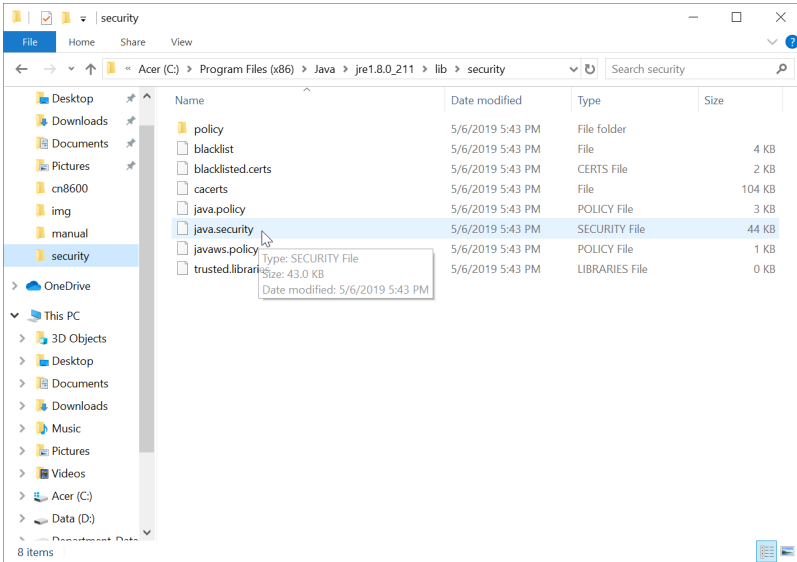 security
File Home Share View
« Acer (C:) > Program Files (x86) > Java > jre1.8.0_211 > lib > security
Search security
Name Date modified Type Size
Desktop
Downloads
Documents
Pictures
cn8600
img
manual
security
OneDrive
This PC
3D Objects
Desktop
Documents
Downloads
Music
Pictures
Videos
Acer (C:)
Data (D:)
policy 5/6/2019 5:43 PM File folder
blacklist 5/6/2019 5:43 PM File 4 KB
blacklisted.certs 5/6/2019 5:43 PM CERTS File 2 KB
cacerts 5/6/2019 5:43 PM File 104 KB
java.policy 5/6/2019 5:43 PM POLICY File 3 KB
java.security 5/6/2019 5:43 PM SECURITY File 44 KB
javaws.policy 5/6/2019 5:43 PM POLICY File 1 KB
trusted.librari 5/6/2019 5:43 PM LIBRARIES File 0 KB
Type: SECURITY File
Size: 43.0 KB
Date modified: 5/6/2019 5:43 PM
8 items